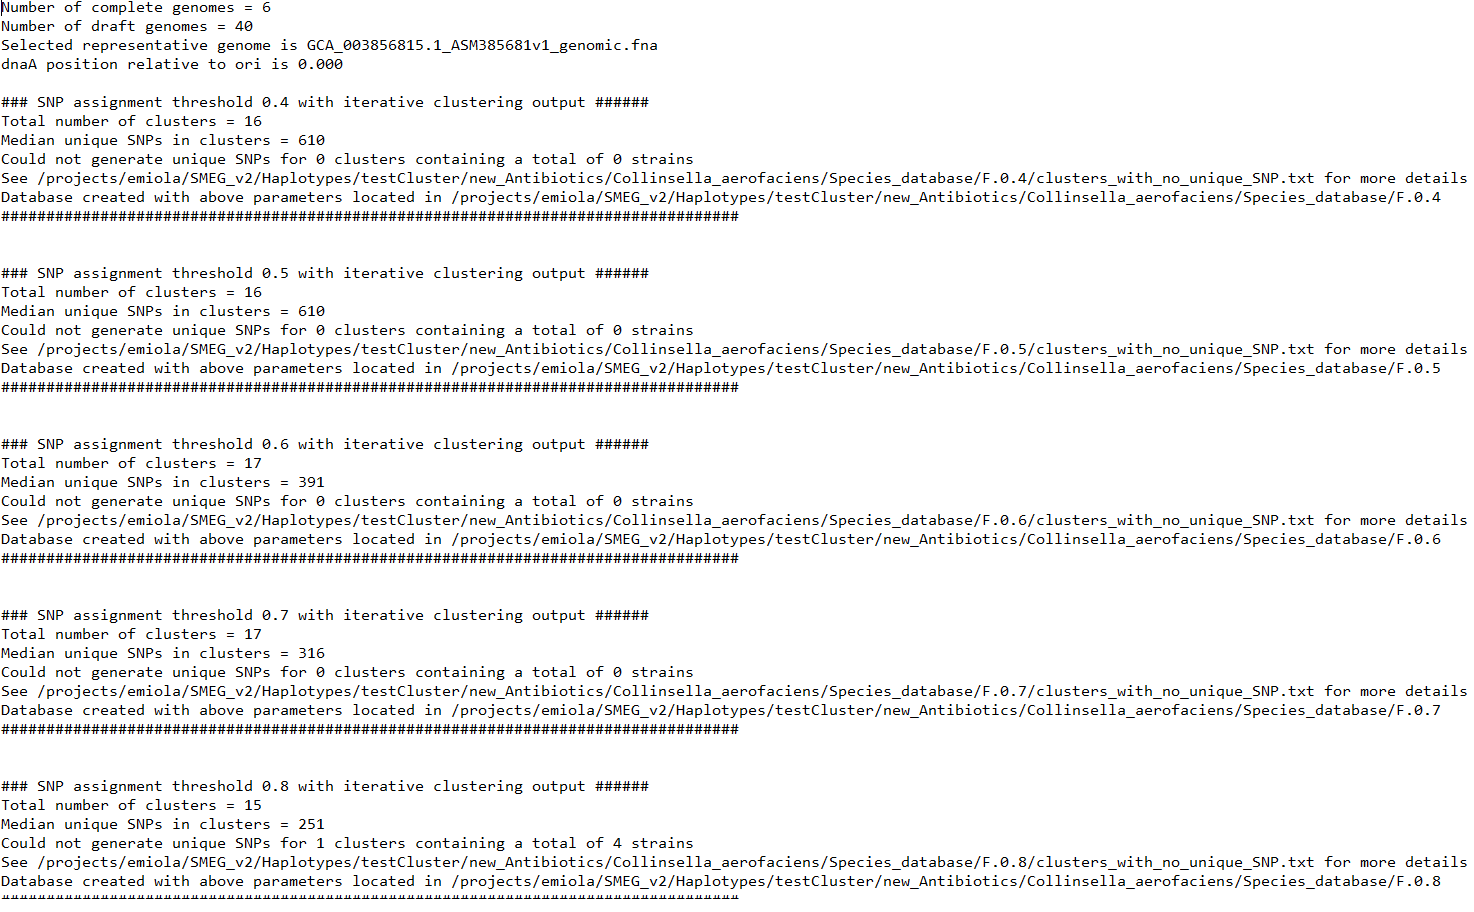 Number of complete genomes = 6
Number of draft genomes = 40
Selected representative genome is GCA_003856815.1_ASM385681v1_genomic.fna
dnaA position relative to ori is 0.000
### SNP assignment threshold 0.4 with iterative clustering output ######
Total number of clusters = 16
Median unique SNPs in clusters = 610
Could not generate unique SNPs for 0 clusters containing a total of 0 strains
See /projects/emiola/SMEG_v2/Haplotypes/testCluster/new_Antibiotics/Collinsella_aerofaciens/Species_database/F.0.4/clusters_with_no_unique_SNP.txt for more details
Database created with above parameters located in /projects/emiola/SMEG_v2/Haplotypes/testCluster/new_Antibiotics/Collinsella_aerofaciens/Species_database/F.0.4
##################################################################################
### SNP assignment threshold 0.5 with iterative clustering output ######
Total number of clusters = 16
Median unique SNPs in clusters = 610
Could not generate unique SNPs for 0 clusters containing a total of 0 strains
See /projects/emiola/SMEG_v2/Haplotypes/testCluster/new_Antibiotics/Collinsella_aerofaciens/Species_database/F.0.5/clusters_with_no_unique_SNP.txt for more details
Database created with above parameters located in /projects/emiola/SMEG_v2/Haplotypes/testCluster/new_Antibiotics/Collinsella_aerofaciens/Species_database/F.0.5
##################################################################################
### SNP assignment threshold 0.6 with iterative clustering output ######
Total number of clusters = 17
Median unique SNPs in clusters = 391
Could not generate unique SNPs for 0 clusters containing a total of 0 strains
See /projects/emiola/SMEG_v2/Haplotypes/testCluster/new_Antibiotics/Collinsella_aerofaciens/Species_database/F.0.6/clusters_with_no_unique_SNP.txt for more details
Database created with above parameters located in /projects/emiola/SMEG_v2/Haplotypes/testCluster/new_Antibiotics/Collinsella_aerofaciens/Species_database/F.0.6
##################################################################################
### SNP assignment threshold 0.7 with iterative clustering output ######
Total number of clusters = 17
Median unique SNPs in clusters = 316
Could not generate unique SNPs for 0 clusters containing a total of 0 strains
See /projects/emiola/SMEG_v2/Haplotypes/testCluster/new_Antibiotics/Collinsella_aerofaciens/Species_database/F.0.7/clusters_with_no_unique_SNP.txt for more details
Database created with above parameters located in /projects/emiola/SMEG_v2/Haplotypes/testCluster/new_Antibiotics/Collinsella_aerofaciens/Species_database/F.0.7
##################################################################################
### SNP assignment threshold 0.8 with iterative clustering output ######
Total number of clusters = 15
Median unique SNPs in clusters = 251
Could not generate unique SNPs for 1 clusters containing a total of 4 strains
See /projects/emiola/SMEG_v2/Haplotypes/testCluster/new_Antibiotics/Collinsella_aerofaciens/Species_database/F.0.8/clusters_with_no_unique_SNP.txt for more details
Database created with above parameters located in /projects/emiola/SMEG_v2/Haplotypes/testCluster/new_Antibiotics/Collinsella_aerofaciens/Species_database/F.0.8
##################################################################################